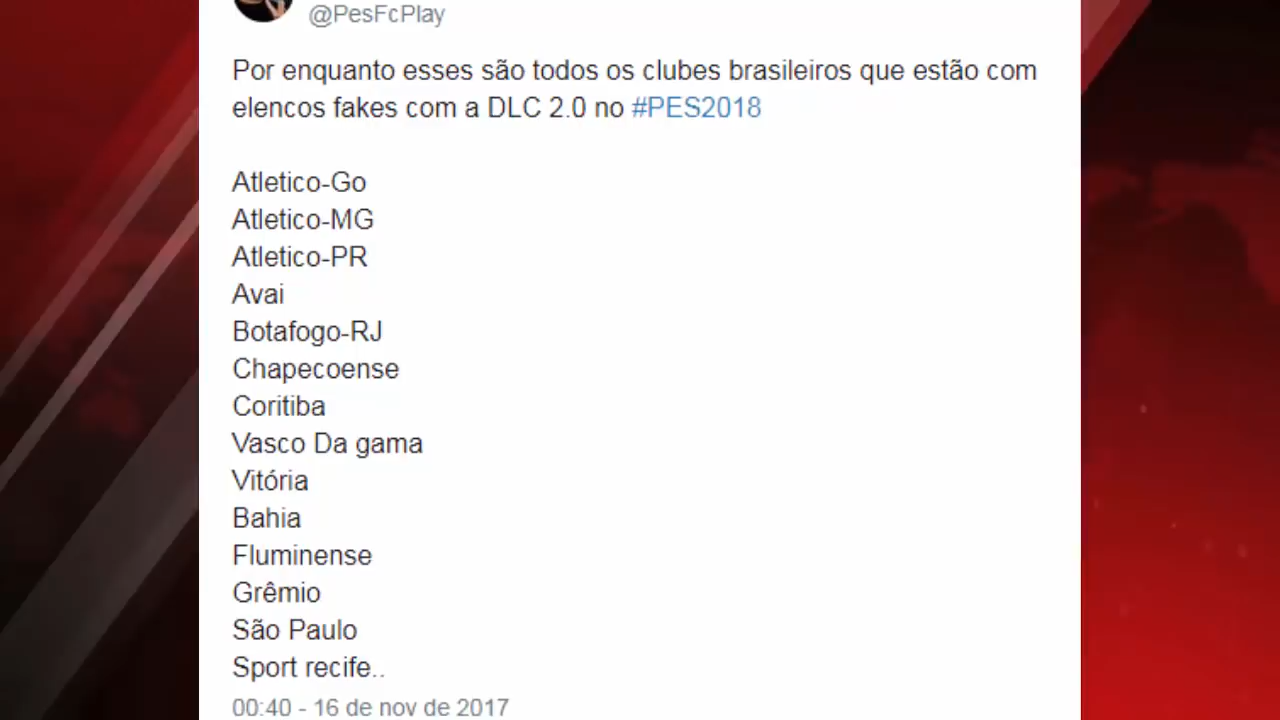 @PesFcPlay
Por enquanto esses são todos os clubes brasileiros que estão com
elencos fakes com a DLC 2.0 no #PES2018
Atletico-Go
Atletico-MG
Atletico-PR
Avai
Botafogo-RJ
Chapecoense
Coritiba
Vasco Da gama
Vitória
Bahia
Fluminense
Grêmio
São Paulo
Sport recife..
00:40 - 16 de nov de 2017